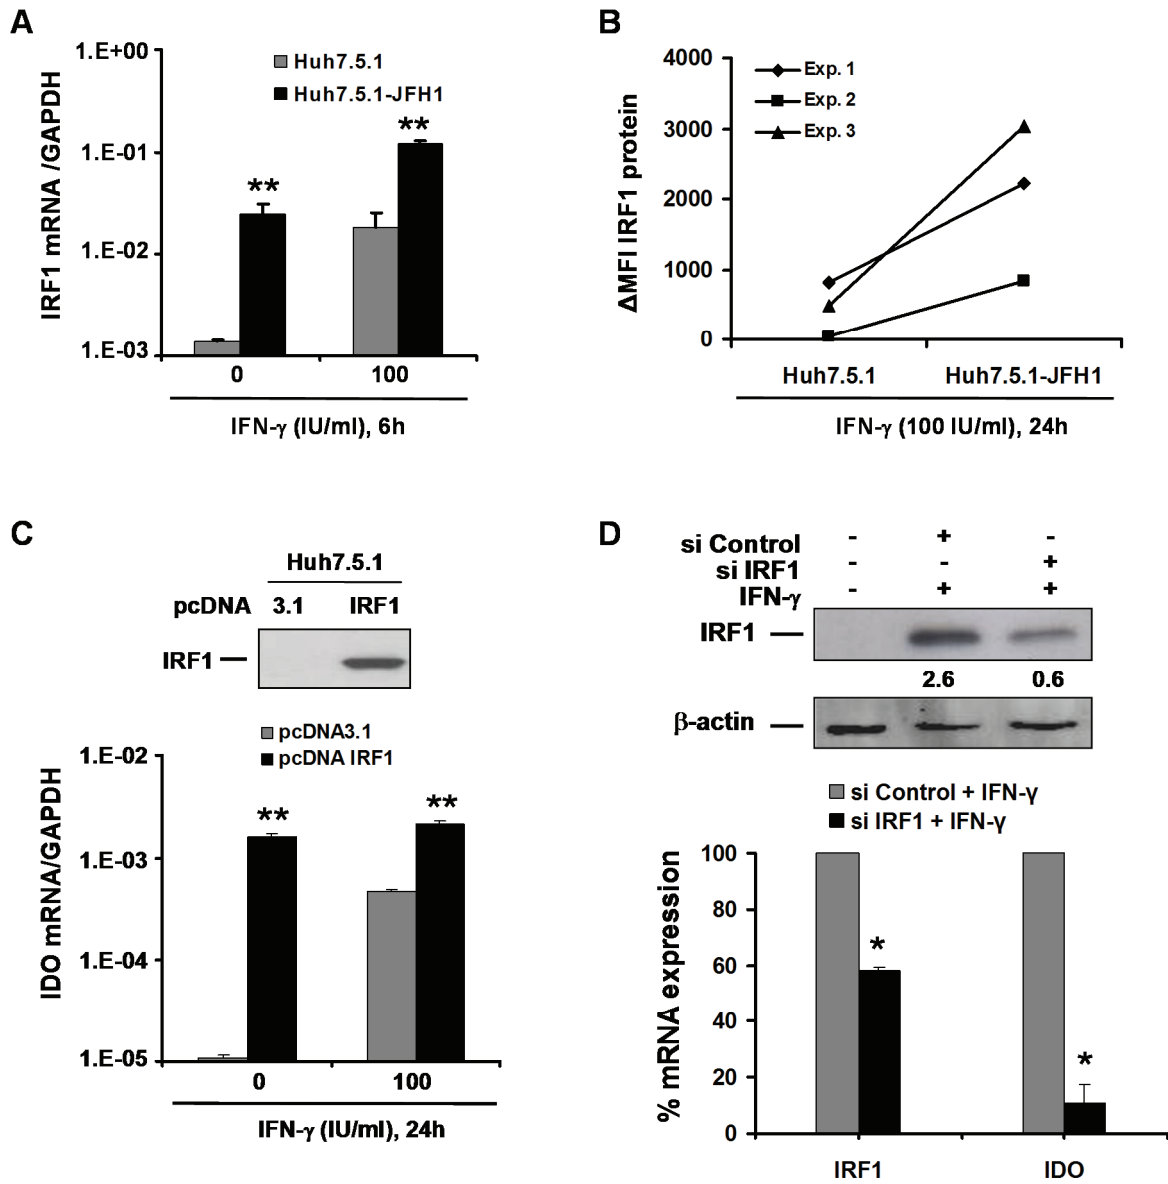 A
1.E+00
1.E-01
1.E-02
1.E-03
IRF1 mRNA /GAPDH
Huh7.5.1
Huh7.5.1-JFH1
**
**
0 100
IFN-γ (IU/ml), 6h
B
4000
3000
2000
1000
0
ΔMFI IRF1 protein
Exp. 1
Exp. 2
Exp. 3
Huh7.5.1 Huh7.5.1-JFH1
IFN-γ (100 IU/ml), 24h
C
Huh7.5.1
pcDNA 3.1 IRF1
IRF1
pcDNA3.1
pcDNA IRF1
1.E-02
1.E-03
1.E-04
1.E-05
IDO mRNA/GAPDH
**
**
0 100
IFN-γ (IU/ml), 24h
D
si Control - + -
si IRF1 - - +
IFN-γ - + +
IRF1
2.6 0.6
β-actin
si Control + IFN-γ
si IRF1 + IFN-γ
100
80
60
40
20
0
% mRNA expression
*
*
IRF1 IDO